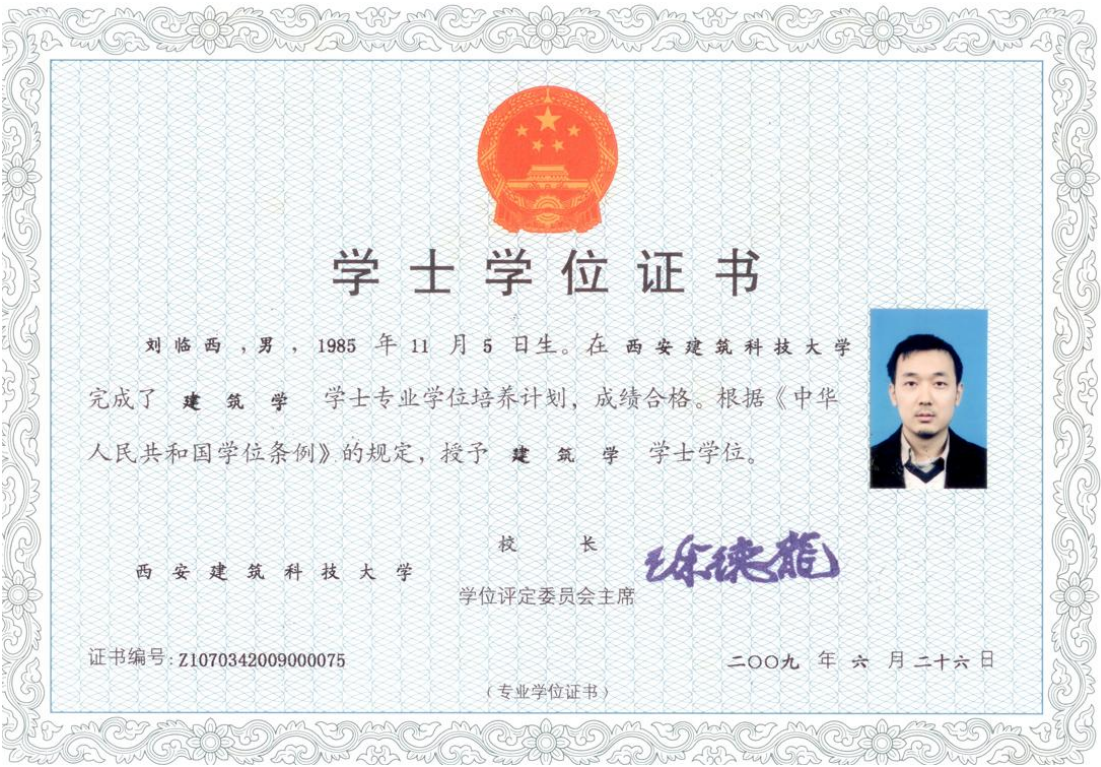 学士学位证书
刘临西,男,1985 年 11 月 5 日生。在 西安建筑科技大学
完成了 建筑学 学士专业学位培养计划，成绩合格。根据《中华
人民共和国学位条例》的规定，授予 建筑学 学士学位。
校 长
西安建筑科技大学
学位评定委员会主席
证书编号:Z1070342009000075
二〇〇九 年 六 月 二十六 日
(专业学位证书)